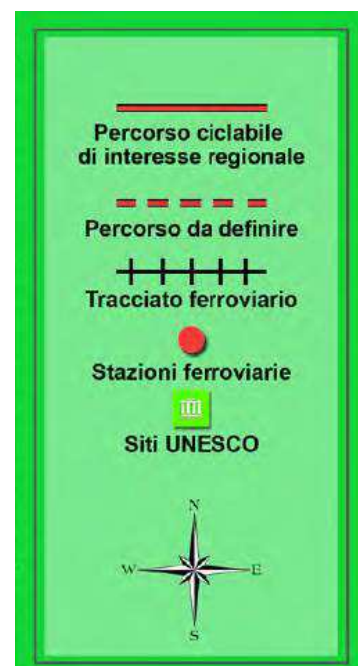 Percorso ciclabile
di interesse regionale
Percorso da definire
Tracciato ferroviario
Stazioni ferroviarie
Siti UNESCO
N
W E
S